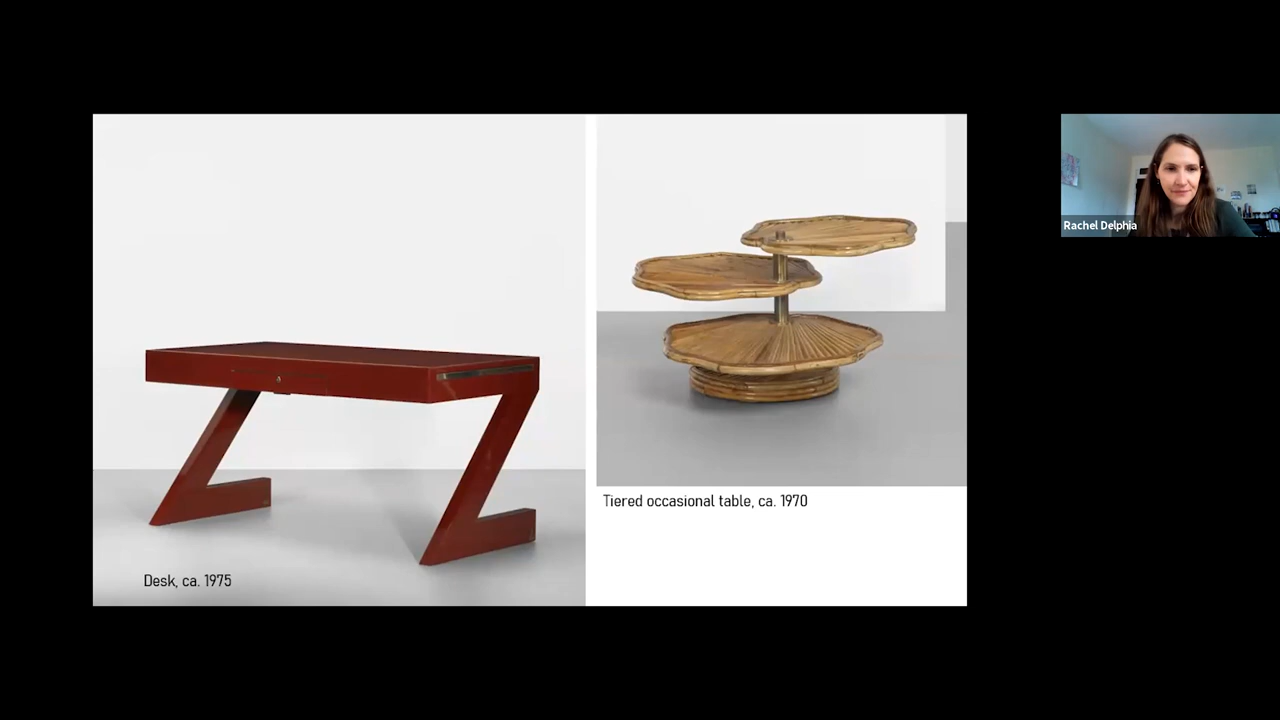 Rachel Delphia
Tiered occasional table, ca. 1970
Desk, ca. 1975